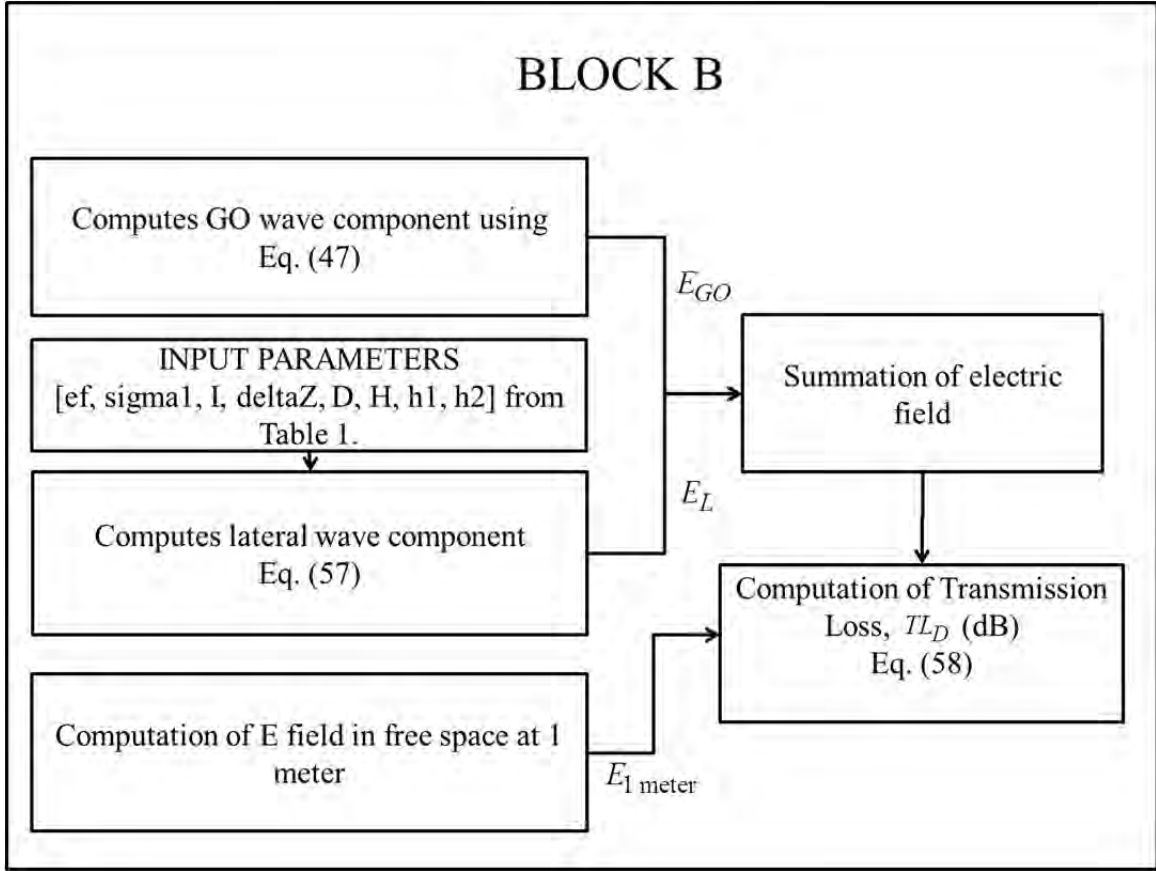 BLOCK B
Computes GO wave component using
Eq. (47)
E_GO
INPUT PARAMETERS
[ef, sigma1, I, deltaZ, D, H, h1, h2] from
Table 1.
Summation of electric
field
E_L
Computes lateral wave component
Eq. (57)
Computation of Transmission
Loss, TL_D (dB)
Eq. (58)
Computation of E field in free space at 1
meter
E_1 meter